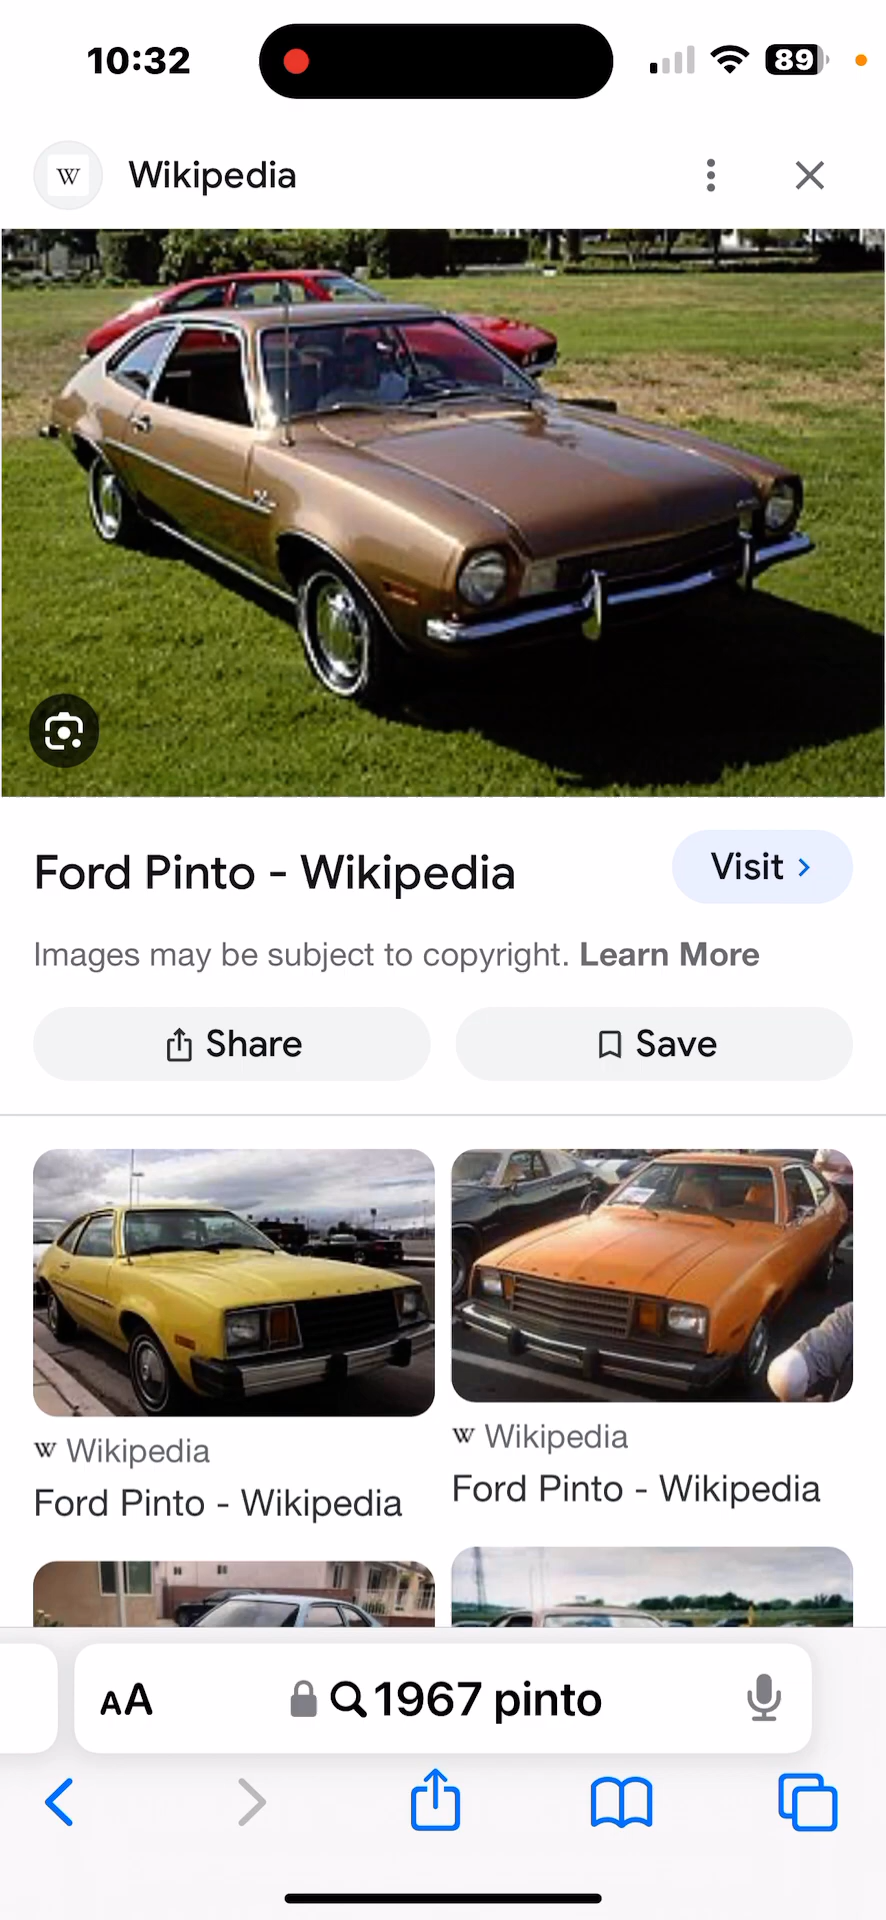 10:32
89
W Wikipedia
Ford Pinto - Wikipedia
Visit >
Images may be subject to copyright. Learn More
Share
Save
W Wikipedia
Ford Pinto - Wikipedia
W Wikipedia
Ford Pinto - Wikipedia
AA 1967 pinto